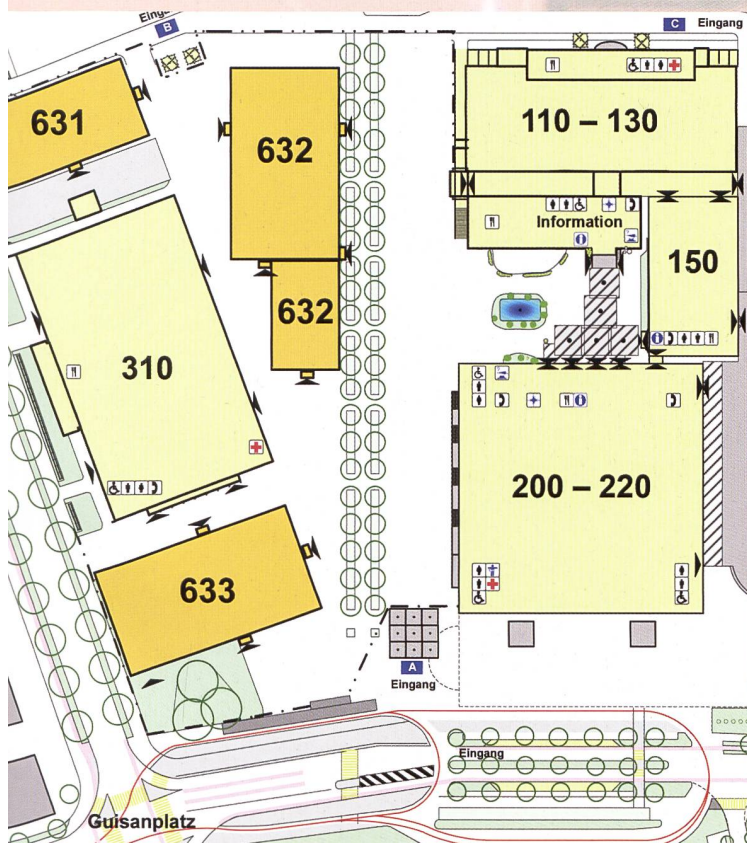 Eingang
B
C Eingang
631
632
110 – 130
Information
150
632
310
200 – 220
633
A
Eingang
Eingang
Guisanplatz